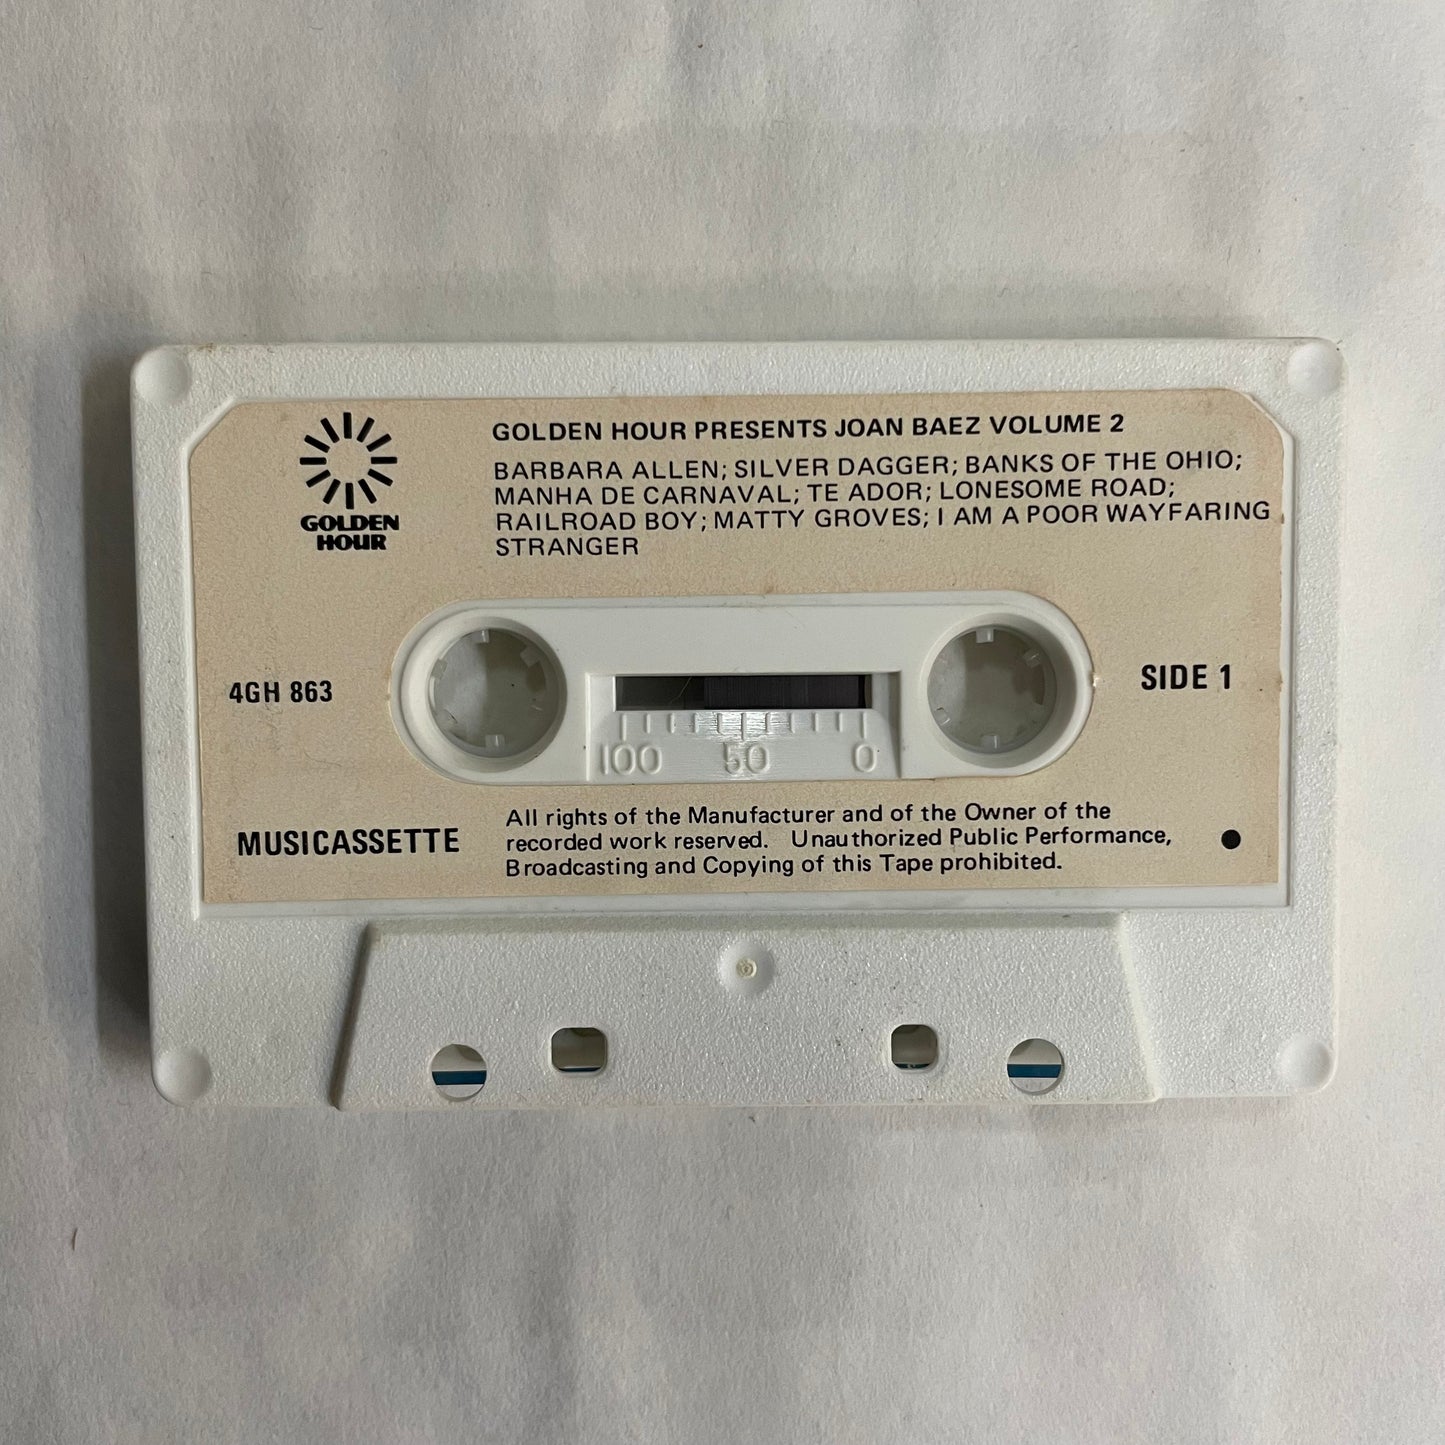 GOLDEN HOUR PRESENTS JOAN BAEZ VOLUME 2
BARBARA ALLEN; SILVER DAGGER; BANKS OF THE OHIO;
MANHA DE CARNAVAL; TE ADOR; LONESOME ROAD;
RAILROAD BOY; MATTY GROVES; I AM A POOR WAYFARING
STRANGER
GOLDEN
HOUR
4GH 863
SIDE 1
100 50 0
MUSICASSETTE
All rights of the Manufacturer and of the Owner of the
recorded work reserved. Unauthorized Public Performance,
Broadcasting and Copying of this Tape prohibited.